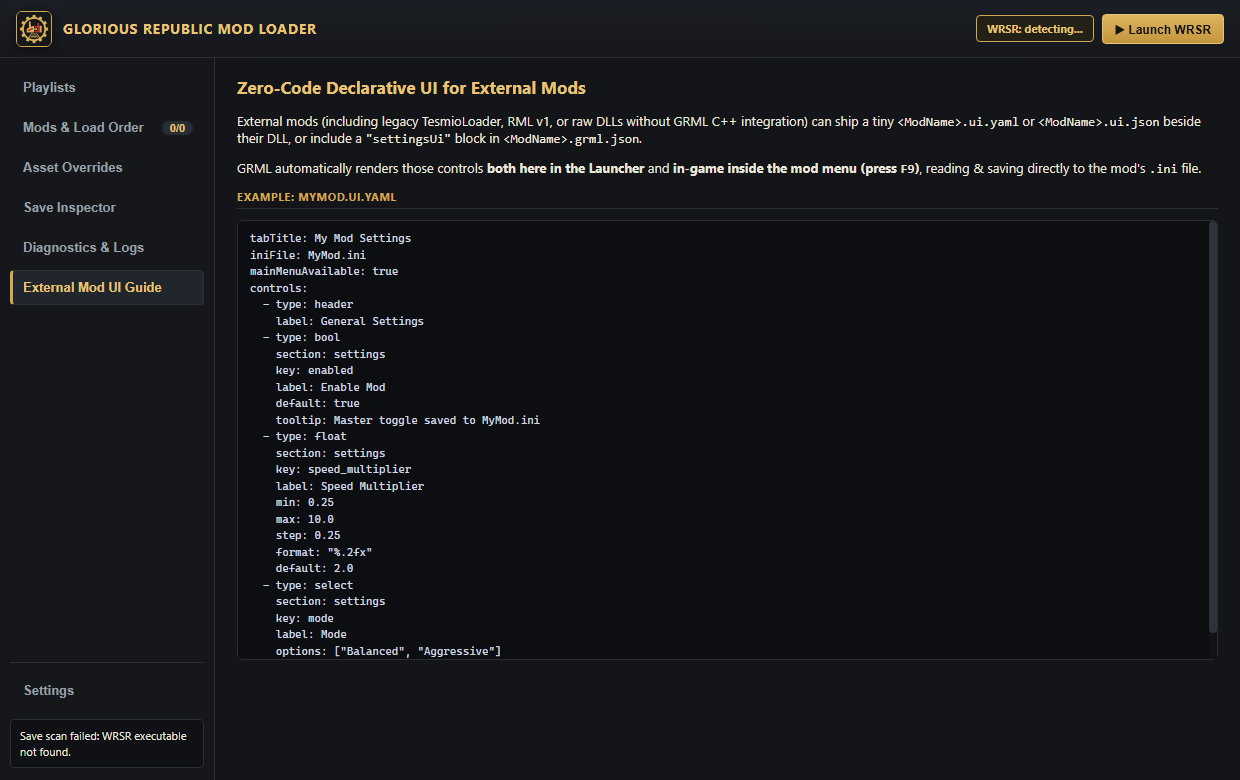 GLORIOUS REPUBLIC MOD LOADER
WRSR: detecting...
▶ Launch WRSR
Playlists
Mods & Load Order 0/0
Asset Overrides
Save Inspector
Diagnostics & Logs
External Mod UI Guide
Settings
Save scan failed: WRSR executable
not found.
Zero-Code Declarative UI for External Mods
External mods (including legacy TesmioLoader, RML v1, or raw DLLs without GRML C++ integration) can ship a tiny <ModName>.ui.yaml or <ModName>.ui.json beside
their DLL, or include a "settingsUi" block in <ModName>.grml.json.
GRML automatically renders those controls both here in the Launcher and in-game inside the mod menu (press F9), reading & saving directly to the mod's .ini file.
EXAMPLE: MYMOD.UI.YAML
tabTitle: My Mod Settings
iniFile: MyMod.ini
mainMenuAvailable: true
controls:
  - type: header
    label: General Settings
  - type: bool
    section: settings
    key: enabled
    label: Enable Mod
    default: true
    tooltip: Master toggle saved to MyMod.ini
  - type: float
    section: settings
    key: speed_multiplier
    label: Speed Multiplier
    min: 0.25
    max: 10.0
    step: 0.25
    format: "%.2fx"
    default: 2.0
  - type: select
    section: settings
    key: mode
    label: Mode
    options: ["Balanced", "Aggressive"]